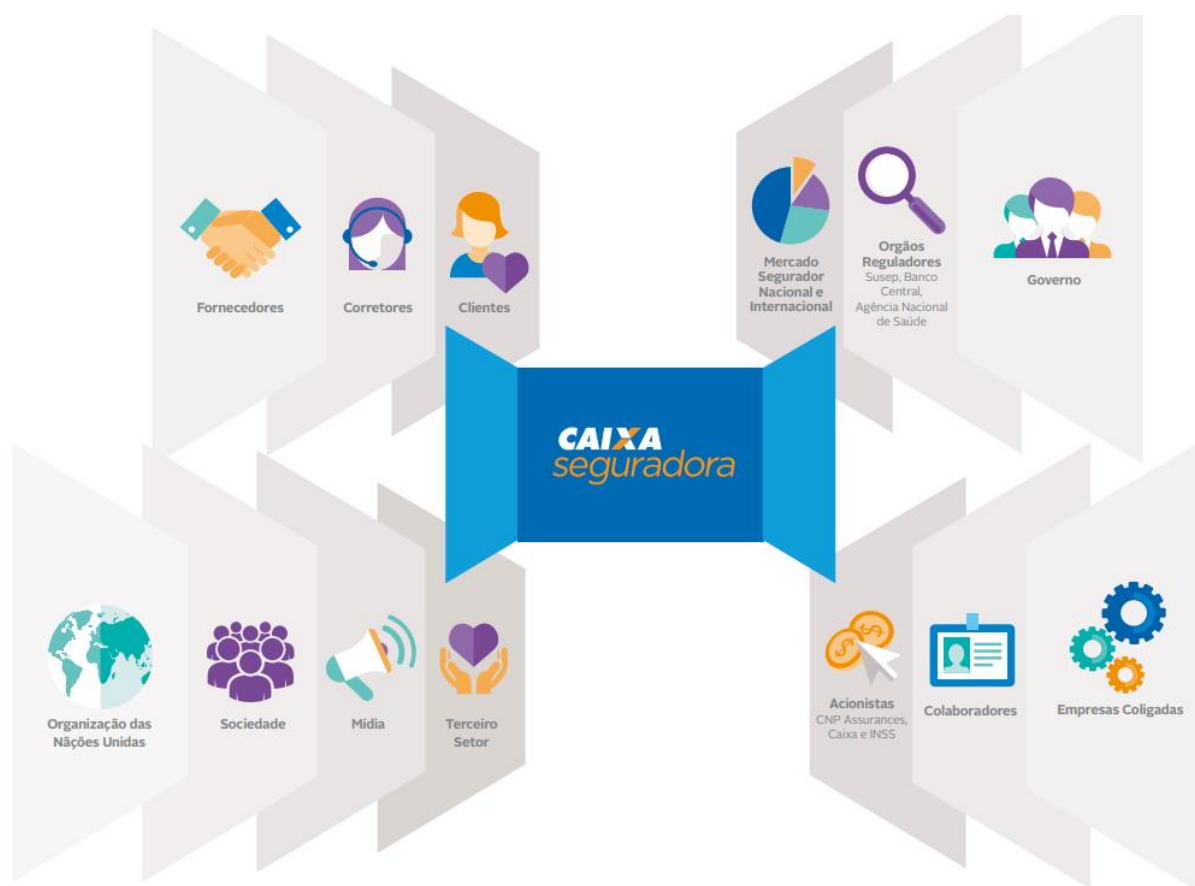 Fornecedores
Corretores
Clientes
Mercado
Segurador
Nacional e
Internacional
Orgãos
Reguladores
Susep, Banco
Central,
Agência Nacional
de Saúde
Governo
CAIXA
seguradora
Organização das
Nãções Unidas
Sociedade
Mídia
Terceiro
Setor
Acionistas
CNP Assurances,
Caixa e INSS
Colaboradores
Empresas Coligadas